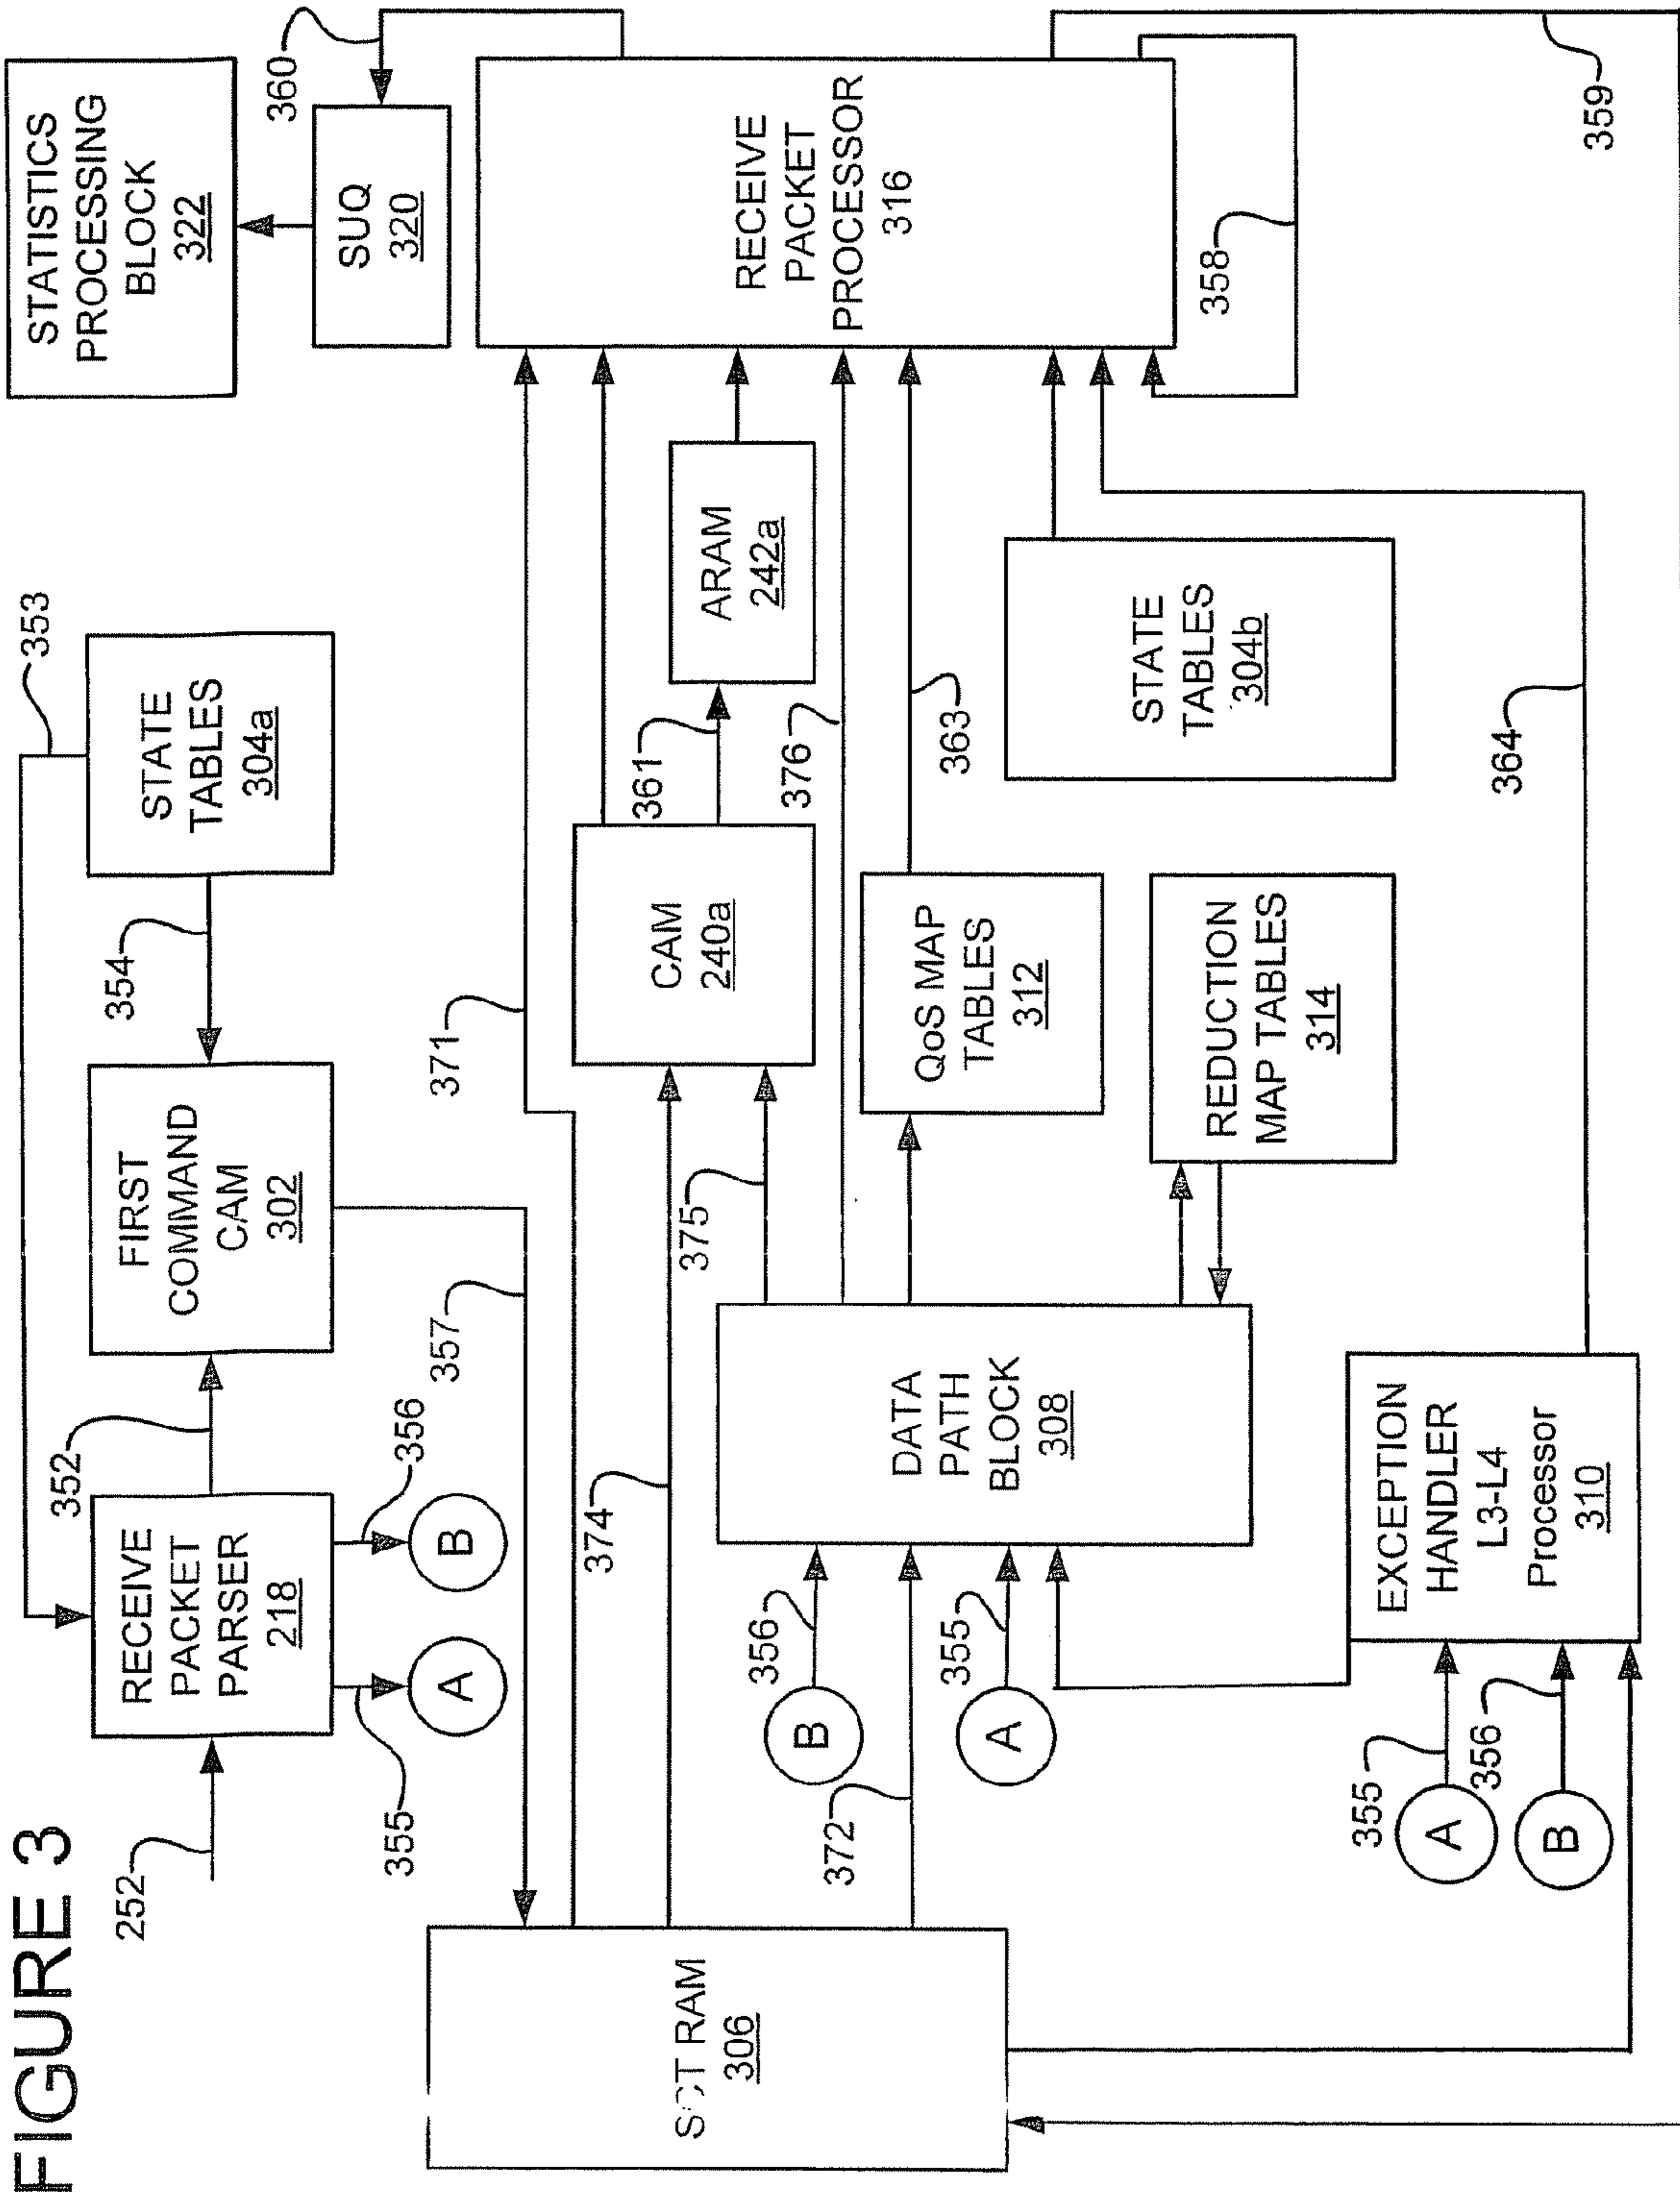 FIGURE 3
252
RECEIVE
PACKET
PARSER
218
352
FIRST
COMMAND
CAM
302
354
STATE
TABLES
304a
353
355
A
356
B
357
371
STATISTICS
PROCESSING
BLOCK
322
SUQ
320
360
RAM
306
374
375
CAM
240a
361
ARAM
242a
376
RECEIVE
PACKET
PROCESSOR
316
B
356
372
A
355
DATA
PATH
BLOCK
308
QoS MAP
TABLES
312
363
REDUCTION
MAP TABLES
314
STATE
TABLES
304b
358
359
355
A
356
B
EXCEPTION
HANDLER
L3-L4
Processor
310
364